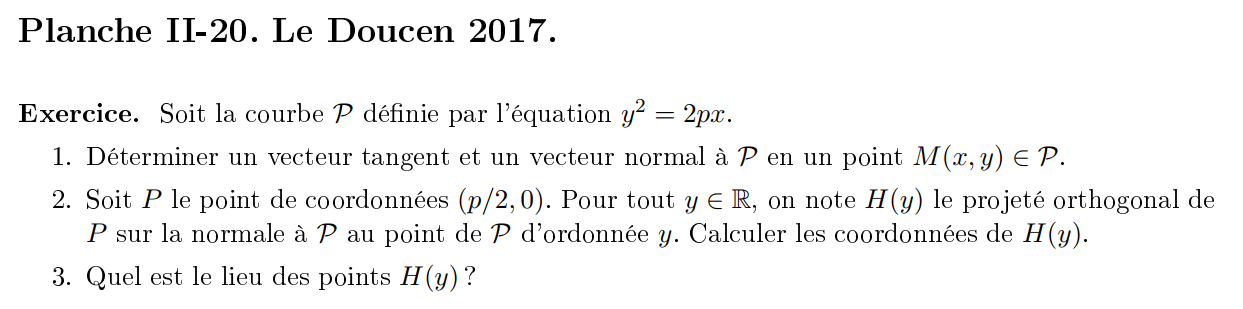 Planche II-20. Le Doucen 2017.
Exercice. Soit la courbe 𝒫 définie par l'équation y² = 2px.
1. Déterminer un vecteur tangent et un vecteur normal à 𝒫 en un point M(x, y) ∈ 𝒫.
2. Soit P le point de coordonnées (p/2, 0). Pour tout y ∈ ℝ, on note H(y) le projeté orthogonal de
P sur la normale à 𝒫 au point de 𝒫 d'ordonnée y. Calculer les coordonnées de H(y).
3. Quel est le lieu des points H(y) ?